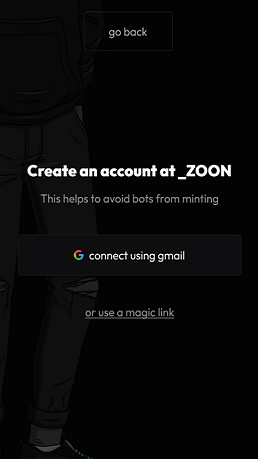 go back
Create an account at _ZOON
This helps to avoid bots from minting
connect using gmail
or use a magic link